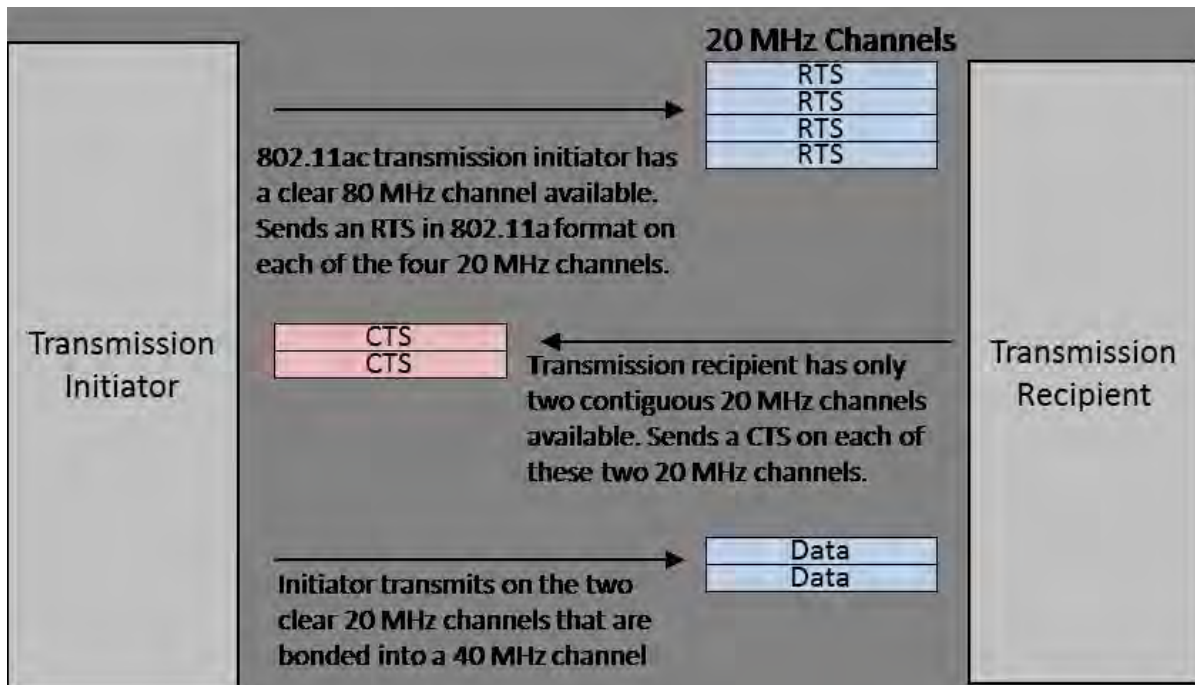 20 MHz Channels
RTS
RTS
RTS
RTS
802.11ac transmission initiator has
a clear 80 MHz channel available.
Sends an RTS in 802.11a format on
each of the four 20 MHz channels.
Transmission
Initiator
CTS
CTS
Transmission recipient has only
two contiguous 20 MHz channels
available. Sends a CTS on each of
these two 20 MHz channels.
Transmission
Recipient
Data
Data
Initiator transmits on the two
clear 20 MHz channels that are
bonded into a 40 MHz channel